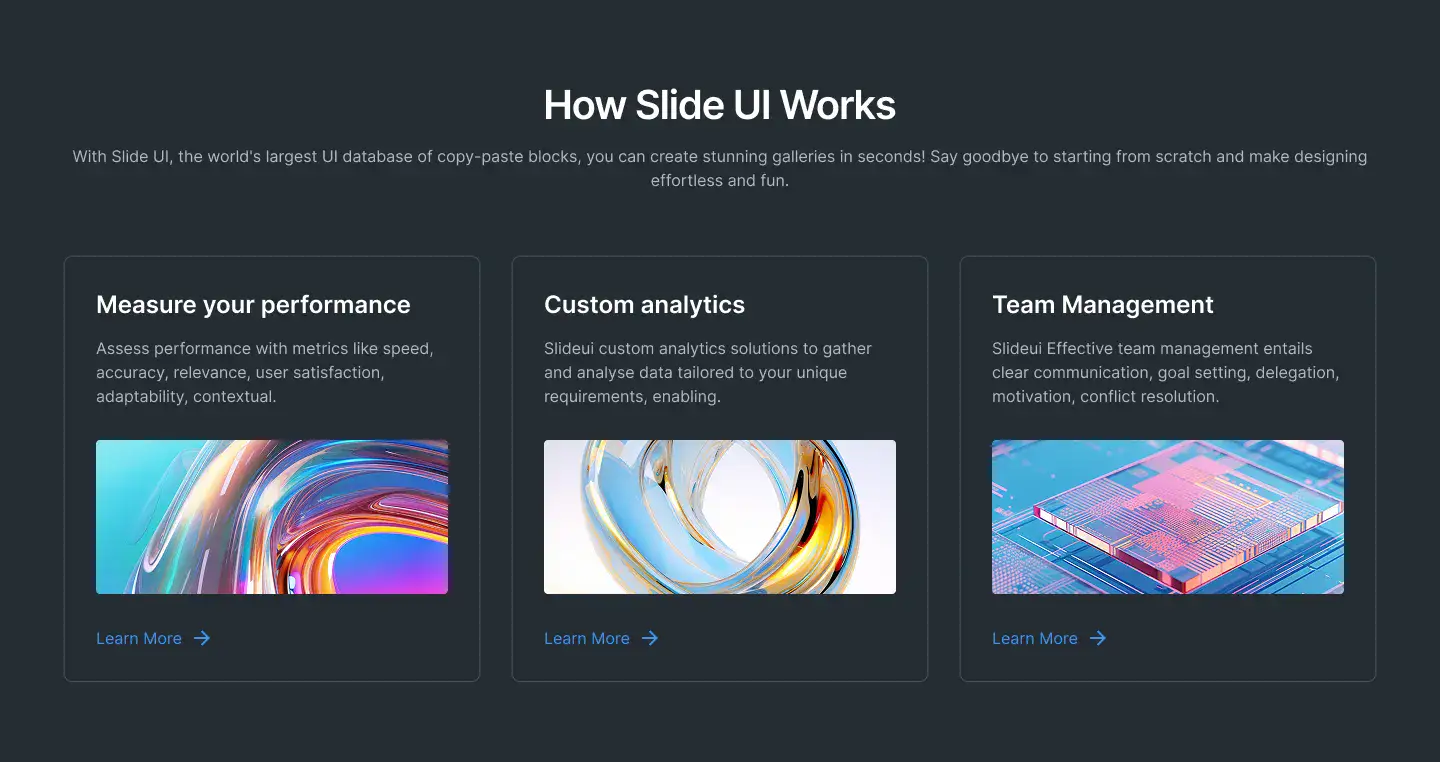 How Slide UI Works
With Slide UI, the world's largest UI database of copy-paste blocks, you can create stunning galleries in seconds! Say goodbye to starting from scratch and make designing
effortless and fun.
Measure your performance
Assess performance with metrics like speed,
accuracy, relevance, user satisfaction,
adaptability, contextual.
Learn More
Custom analytics
Slideui custom analytics solutions to gather
and analyse data tailored to your unique
requirements, enabling.
Learn More
Team Management
Slideui Effective team management entails
clear communication, goal setting, delegation,
motivation, conflict resolution.
Learn More